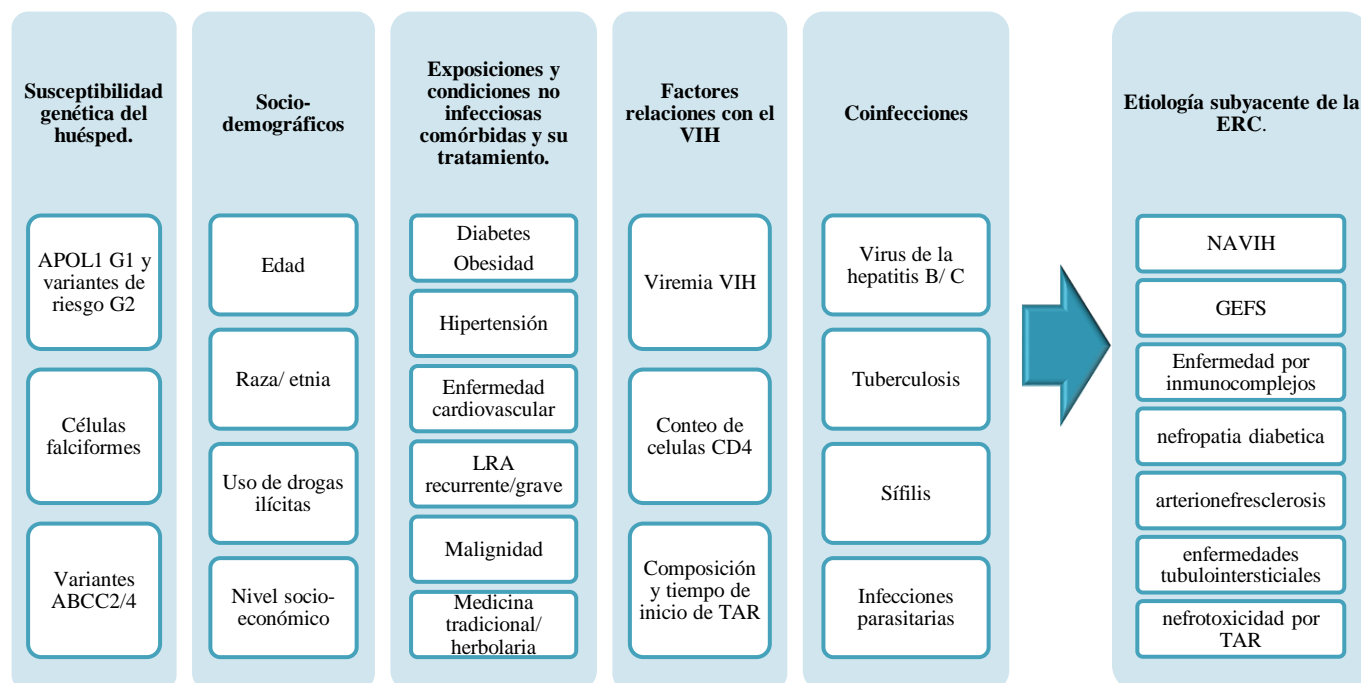 Susceptibilidad
genética del
huésped.
APOL1 G1 y
variantes de
riesgo G2
Células
falciformes
Variantes
ABCC2/4
Socio-
demográficos
Edad
Raza/ etnia
Uso de drogas
ilícitas
Nivel socio-
económico
Exposiciones y
condiciones no
infecciosas
comórbidas y su
tratamiento.
Diabetes
Obesidad
Hipertensión
Enfermedad
cardiovascular
LRA
recurrente/grave
Malignidad
Medicina
tradicional/
herbolaria
Factores
relaciones con el
VIH
Viremia VIH
Conteo de
celulas CD4
Composición
y tiempo de
inicio de TAR
Coinfecciones
Virus de la
hepatitis B/ C
Tuberculosis
Sífilis
Infecciones
parasitarias
Etiología subyacente de la
ERC.
NAVIH
GEFS
Enfermedad por
inmunocomplejos
nefropatia diabetica
arterionefresclerosis
enfermedades
tubulointersticiales
nefrotoxicidad por
TAR